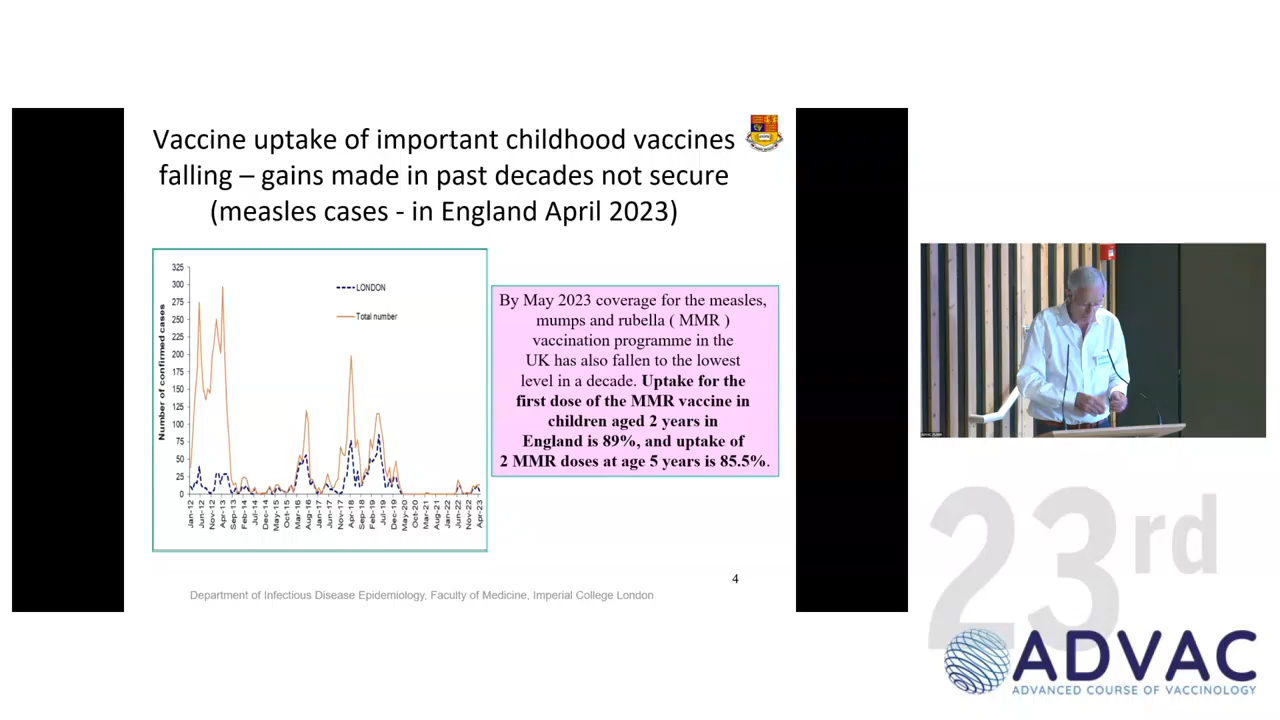 Vaccine uptake of important childhood vaccines
falling – gains made in past decades not secure
(measles cases - in England April 2023)
325
300
275
250
225
200
175
150
125
100
75
50
25
0
Number of confirmed cases
LONDON
Total number
Jan-12
Jun-12
Nov-12
Apr-13
Sep-13
Feb-14
Jul-14
Dec-14
May-15
Oct-15
Mar-16
Aug-16
Jan-17
Jun-17
Nov-17
Apr-18
Sep-18
Feb-19
Jul-19
Dec-19
May-20
Oct-20
Mar-21
Aug-21
Jan-22
Jun-22
Nov-22
Apr-23
By May 2023 coverage for the measles,
mumps and rubella ( MMR )
vaccination programme in the
UK has also fallen to the lowest
level in a decade. Uptake for the
first dose of the MMR vaccine in
children aged 2 years in
England is 89%, and uptake of
2 MMR doses at age 5 years is 85.5%.
4
Department of Infectious Disease Epidemiology, Faculty of Medicine, Imperial College London
23rd
ADVAC
ADVANCED COURSE OF VACCINOLOGY